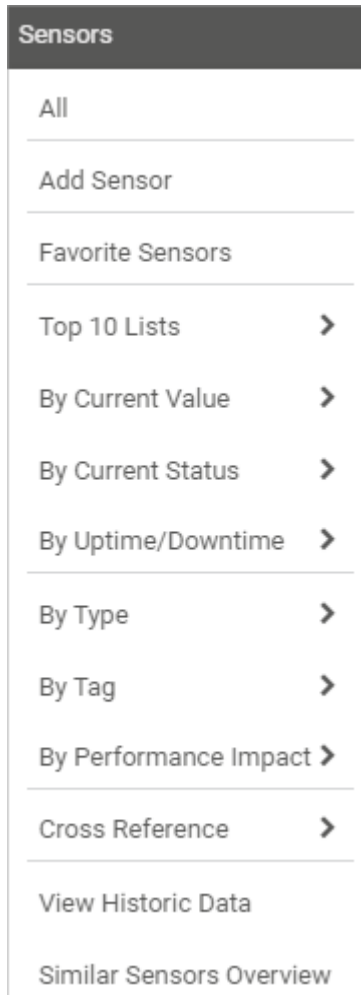 Sensors
All
Add Sensor
Favorite Sensors
Top 10 Lists
By Current Value
By Current Status
By Uptime/Downtime
By Type
By Tag
By Performance Impact
Cross Reference
View Historic Data
Similar Sensors Overview